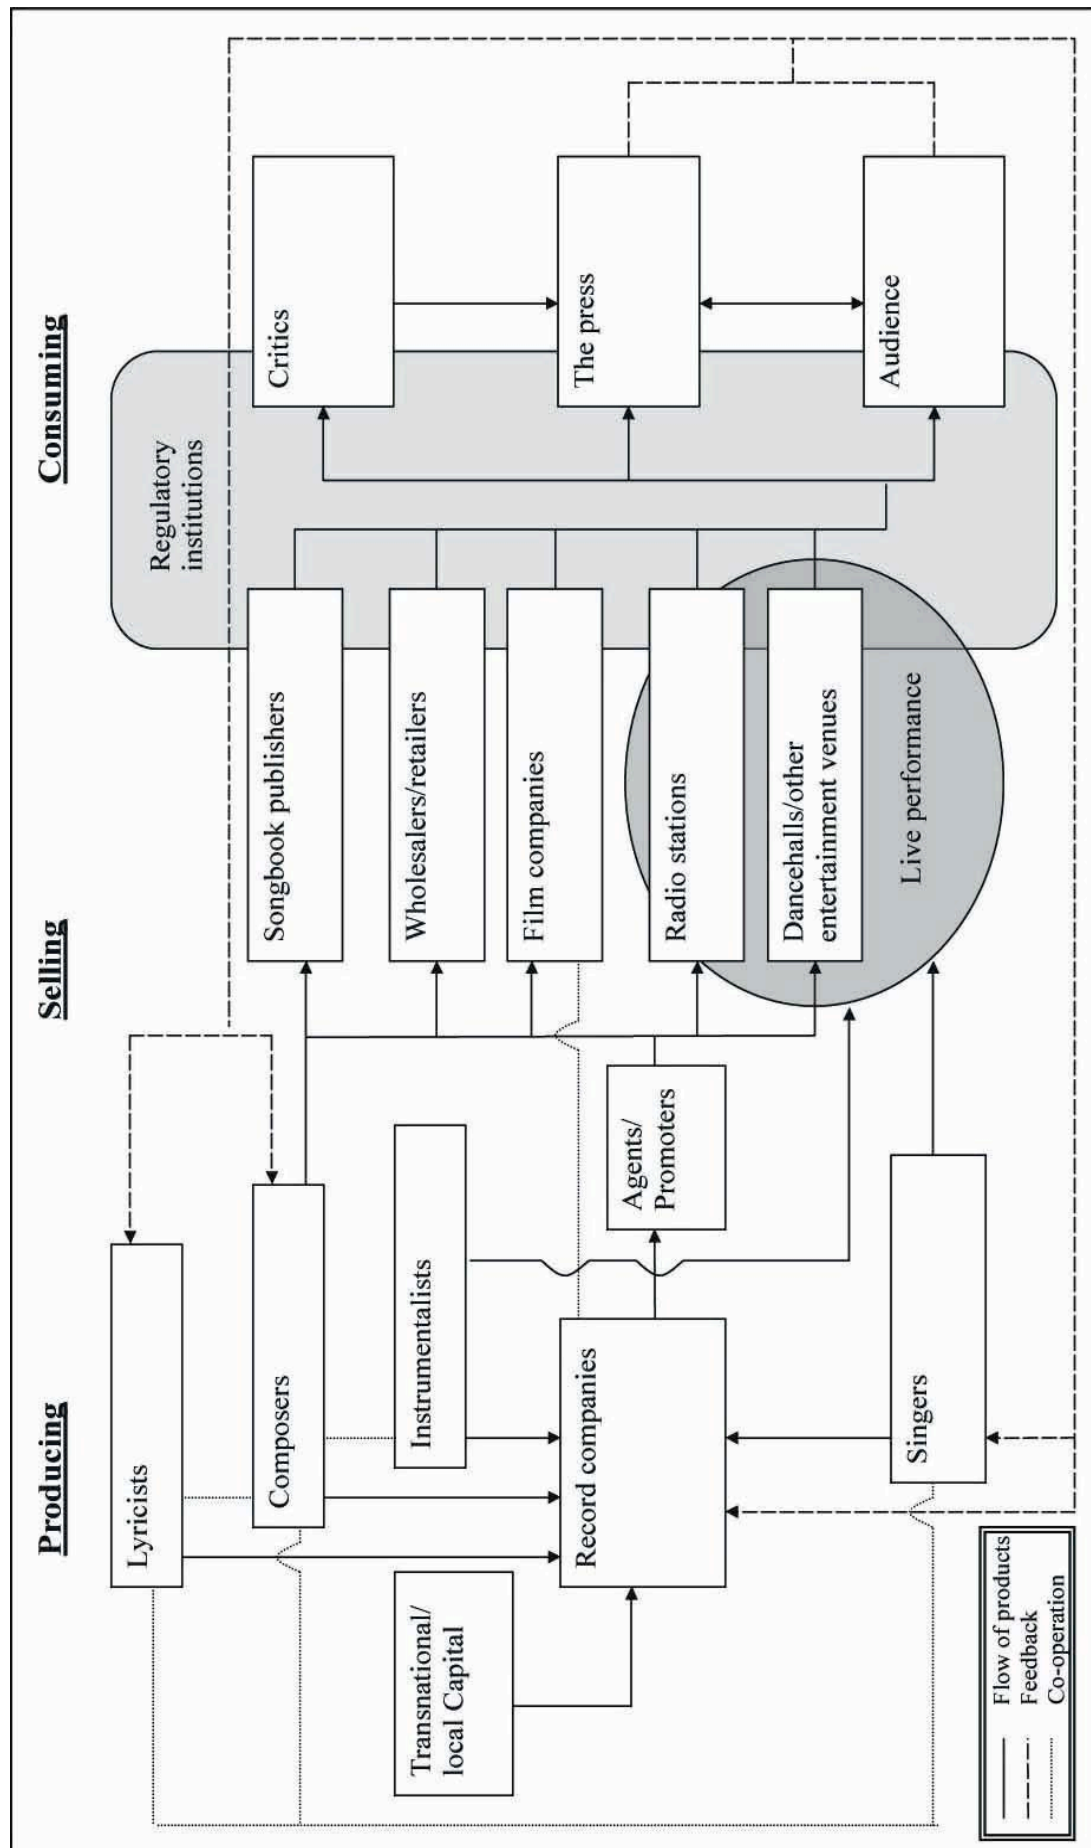 Producing
Selling
Consuming
Lyricists
Composers
Transnational/
local Capital
Instrumentalists
Record companies
Agents/
Promoters
Singers
Songbook publishers
Wholesalers/retailers
Film companies
Radio stations
Dancehalls/other
entertainment venues
Live performance
Regulatory
institutions
Critics
The press
Audience
Flow of products
Feedback
Co-operation